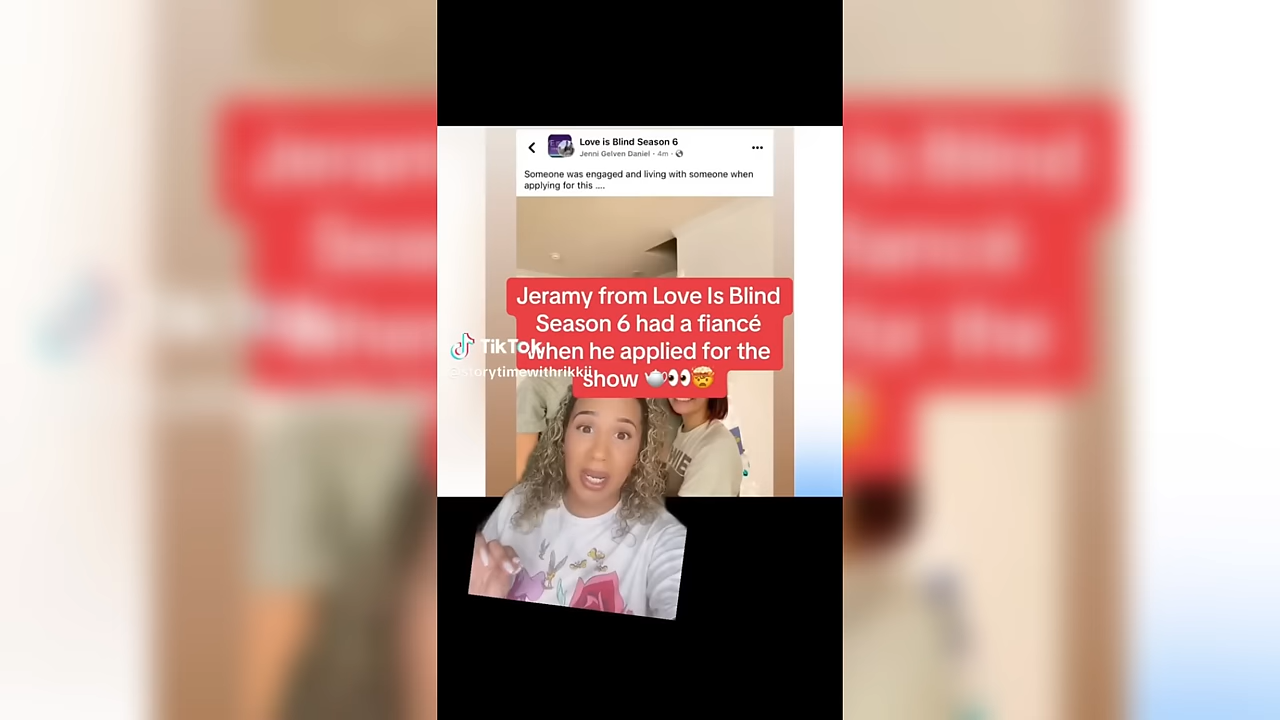 Love is Blind Season 6
Jenni Gelven Daniel · 4m ·
Someone was engaged and living with someone when
applying for this ....
Jeramy from Love Is Blind
Season 6 had a fiancé
when he applied for the
show 🫖👀🤯
TikTok
@storytimewithrikkii